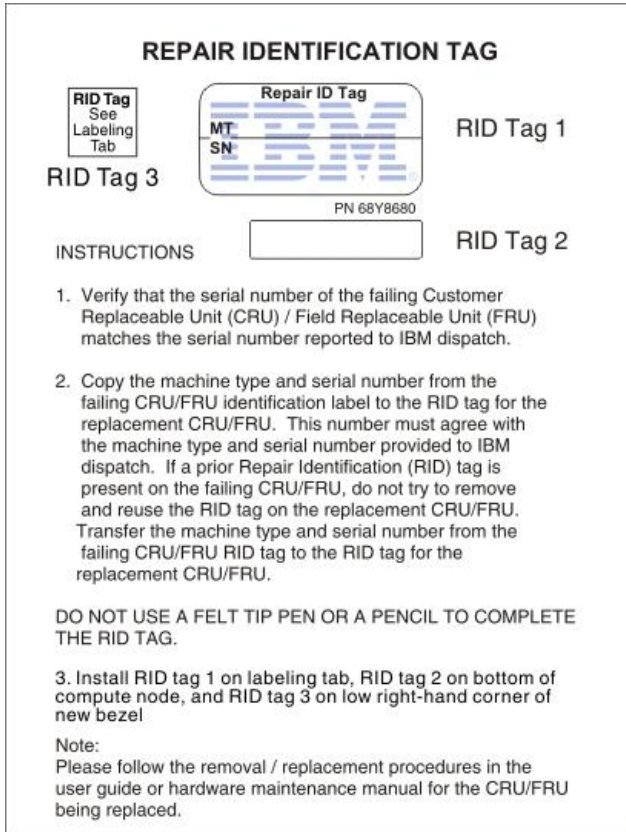 REPAIR IDENTIFICATION TAG
RID Tag
See
Labeling
Tab
RID Tag 3
Repair ID Tag
MT
SN
IBM
®
RID Tag 1
PN 68Y8680
RID Tag 2
INSTRUCTIONS
1. Verify that the serial number of the failing Customer
Replaceable Unit (CRU) / Field Replaceable Unit (FRU)
matches the serial number reported to IBM dispatch.
2. Copy the machine type and serial number from the
failing CRU/FRU identification label to the RID tag for the
replacement CRU/FRU. This number must agree with
the machine type and serial number provided to IBM
dispatch. If a prior Repair Identification (RID) tag is
present on the failing CRU/FRU, do not try to remove
and reuse the RID tag on the replacement CRU/FRU.
Transfer the machine type and serial number from the
failing CRU/FRU RID tag to the RID tag for the
replacement CRU/FRU.
DO NOT USE A FELT TIP PEN OR A PENCIL TO COMPLETE
THE RID TAG.
3. Install RID tag 1 on labeling tab, RID tag 2 on bottom of
compute node, and RID tag 3 on low right-hand corner of
new bezel
Note:
Please follow the removal / replacement procedures in the
user guide or hardware maintenance manual for the CRU/FRU
being replaced.